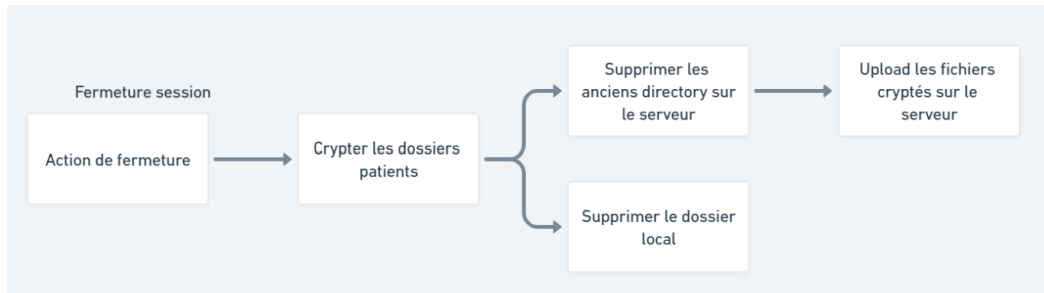 Fermeture session
Action de fermeture
Crypter les dossiers
patients
Supprimer les
anciens directory sur
le serveur
Upload les fichiers
cryptés sur le
serveur
Supprimer le dossier
local